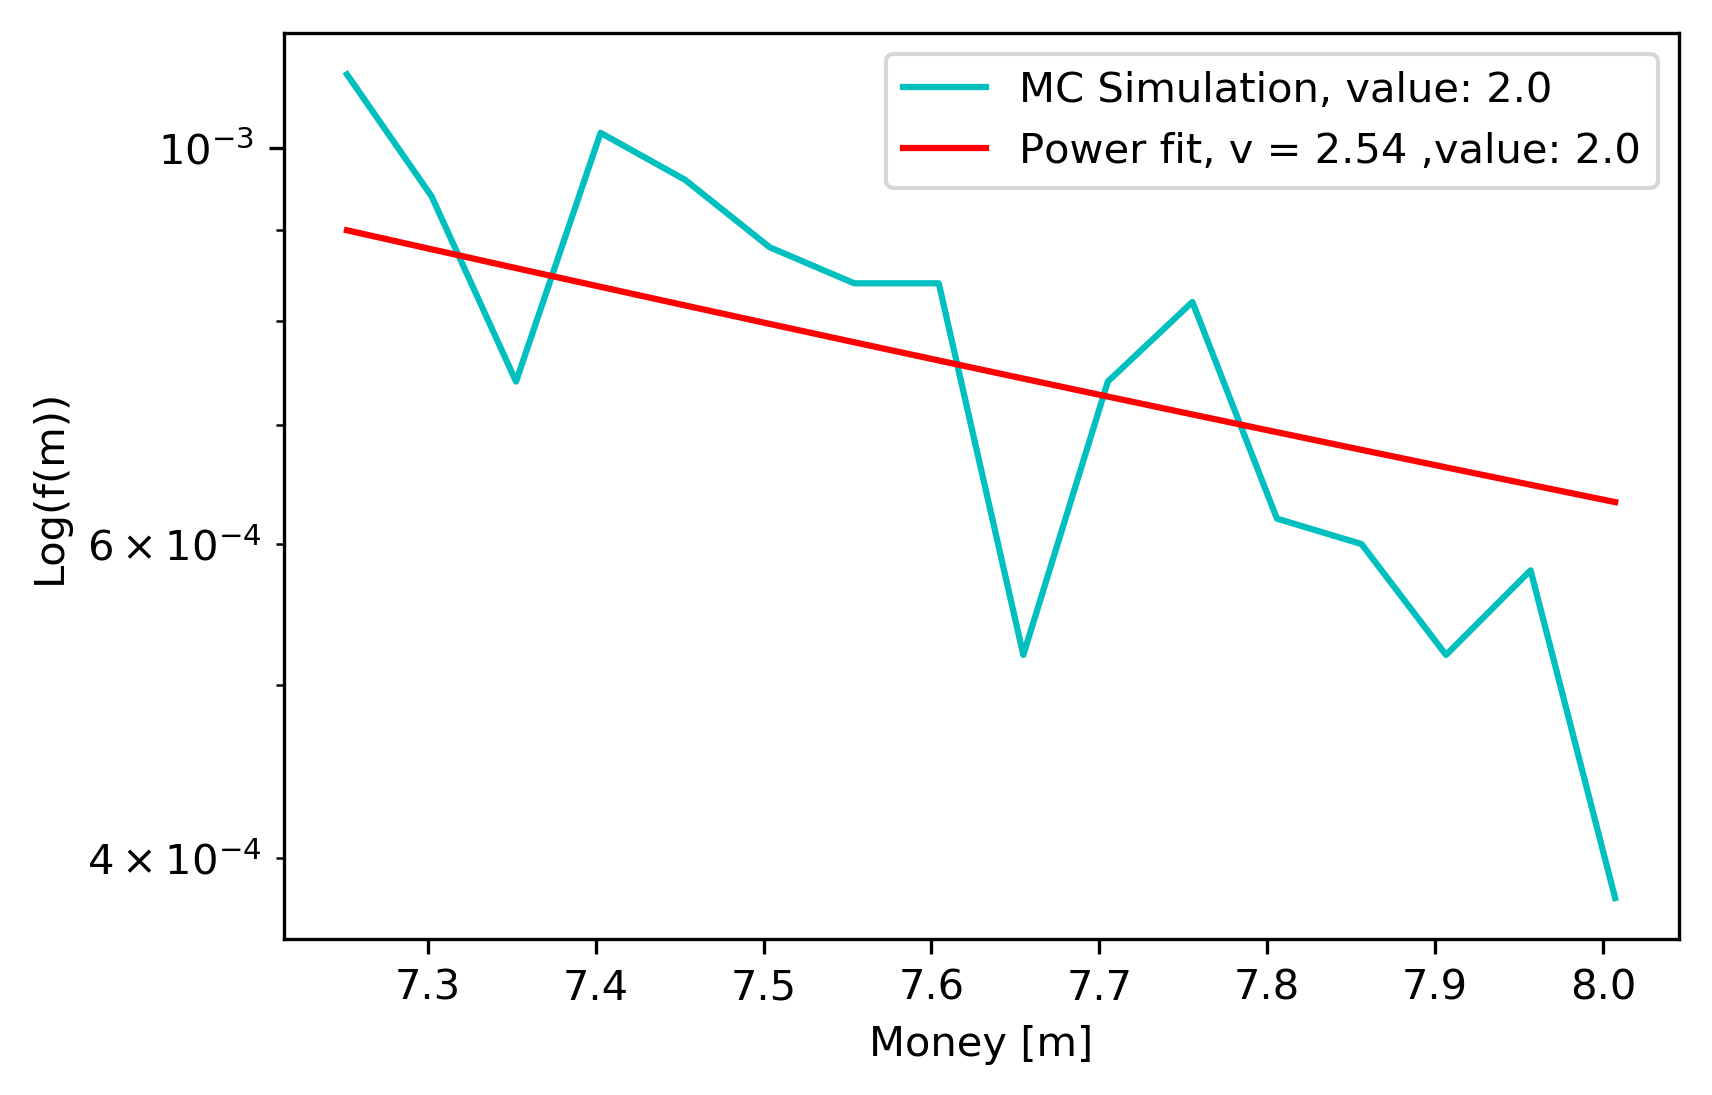 MC Simulation, value: 2.0
Power fit, v = 2.54 ,value: 2.0
10⁻³
6 × 10⁻⁴
4 × 10⁻⁴
Log(f(m))
7.3 7.4 7.5 7.6 7.7 7.8 7.9 8.0
Money [m]